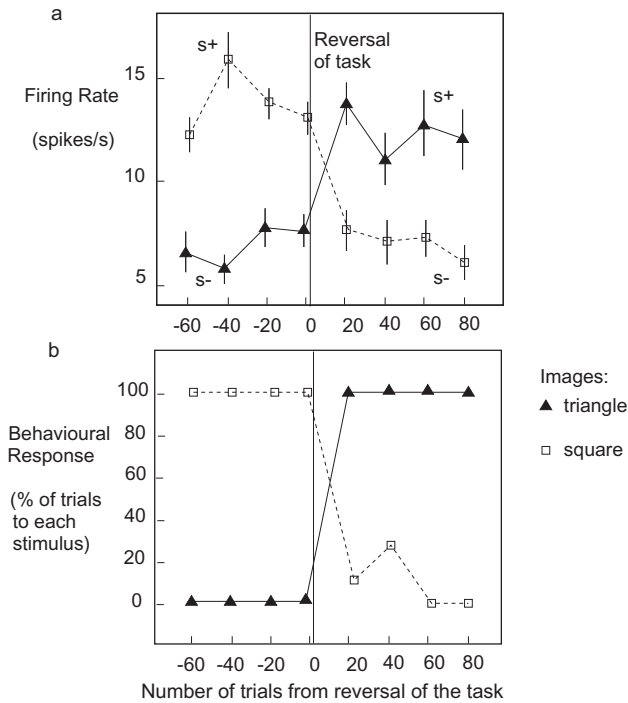 a
s+
Reversal
of task
Firing Rate
(spikes/s)
15
10
5
s+
s-
s-
-60 -40 -20 0 20 40 60 80
b
Behavioural
Response
(% of trials
to each
stimulus)
100
80
60
40
20
0
Images:
triangle
square
-60 -40 -20 0 20 40 60 80
Number of trials from reversal of the task